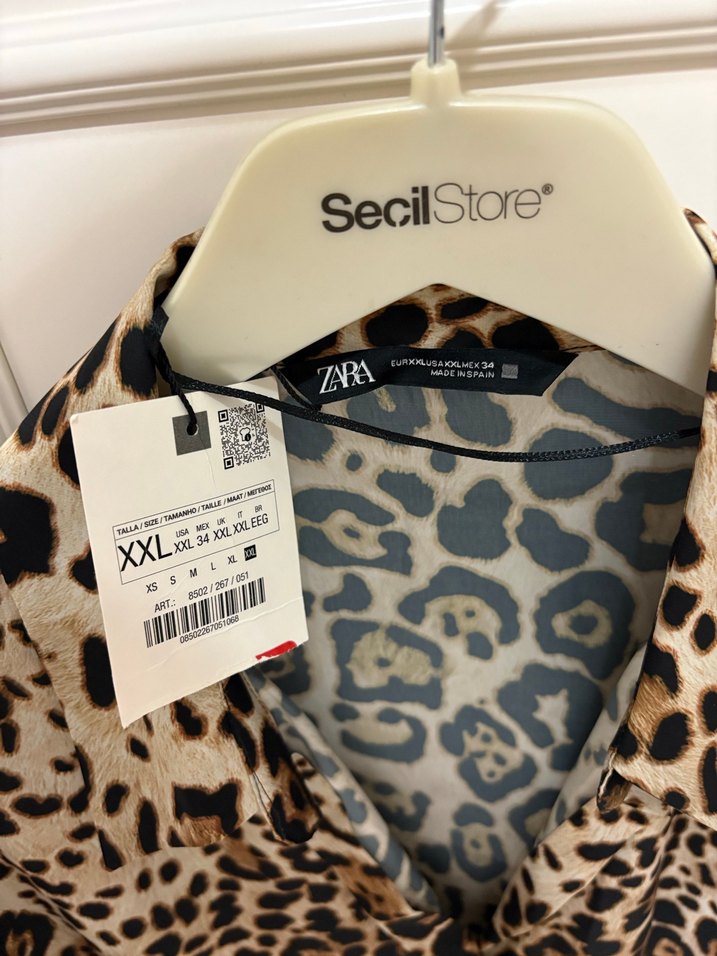 SecilStore®
ZARA
EUR XXL USA XXL MEX 34
MADE IN SPAIN
TALLA / SIZE / TAMANHO / TAILLE / MAAT / ΜΕΓΕΘΟΣ
USA MEX UK IT BR
XXL XXL 34 XXL XXL EEG
XS S M L XL XXL
ART.: 8502 / 267 / 051
08502267051068